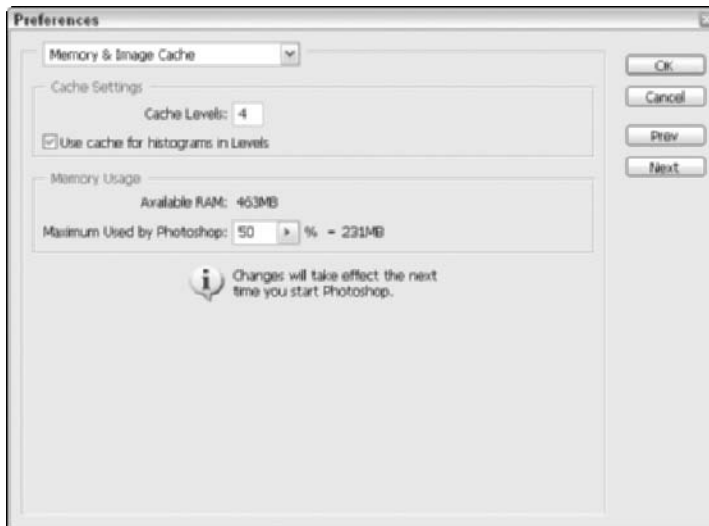 Preferences
Memory & Image Cache
Cache Settings
Cache Levels: 4
Use cache for histograms in Levels
Memory Usage
Available RAM: 463MB
Maximum Used by Photoshop: 50 % = 231MB
Changes will take effect the next
time you start Photoshop.
OK
Cancel
Prev
Next